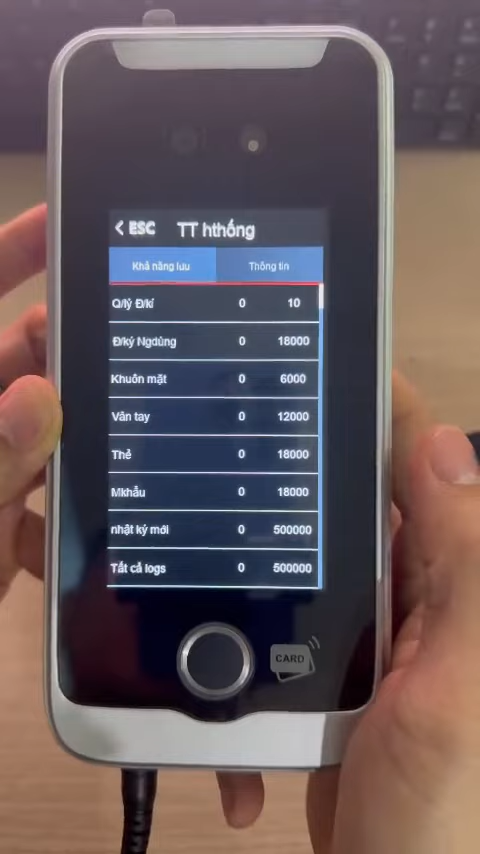 < ESC TT hthống
Khả năng lưu Thông tin
Q/lý Đ/kí 0 10
Đ/ký Ngdùng 0 18000
Khuôn mặt 0 6000
Vân tay 0 12000
Thẻ 0 18000
Mkhẩu 0 18000
nhật ký mới 0 500000
Tất cả logs 0 500000
CARD